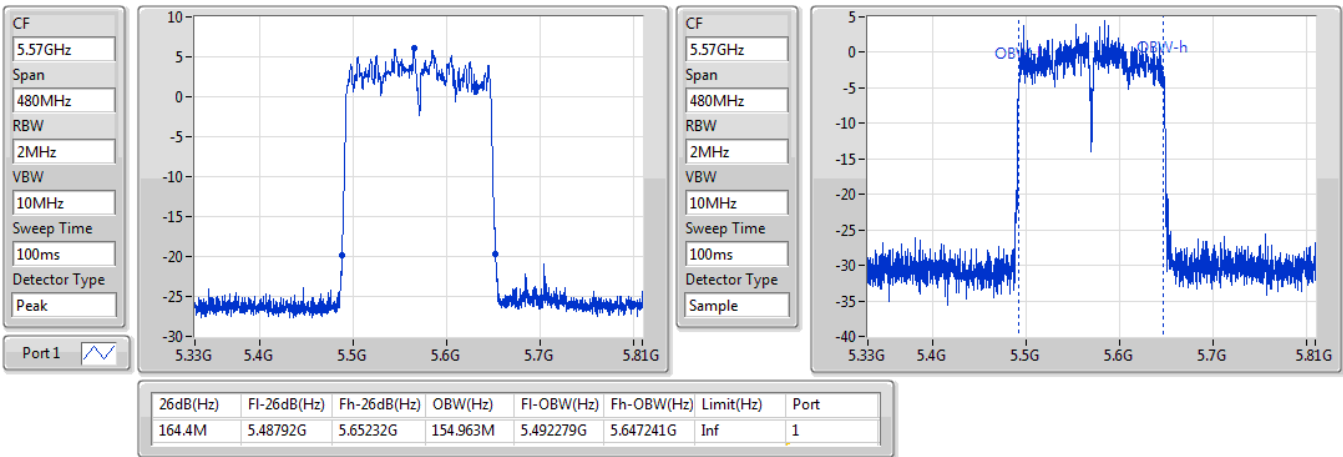 CF
5.57GHz
Span
480MHz
RBW
2MHz
VBW
10MHz
Sweep Time
100ms
Detector Type
Peak
Port 1
10
5
0
-5
-10
-15
-20
-25
-30
5.33G 5.4G 5.5G 5.6G 5.7G 5.81G
CF
5.57GHz
Span
480MHz
RBW
2MHz
VBW
10MHz
Sweep Time
100ms
Detector Type
Sample
5
0
-5
-10
-15
-20
-25
-30
-35
-40
OBW-h
5.33G 5.4G 5.5G 5.6G 5.7G 5.81G
26dB(Hz) Fl-26dB(Hz) Fh-26dB(Hz) OBW(Hz) Fl-OBW(Hz) Fh-OBW(Hz) Limit(Hz) Port
164.4M 5.48792G 5.65232G 154.963M 5.492279G 5.647241G Inf 1